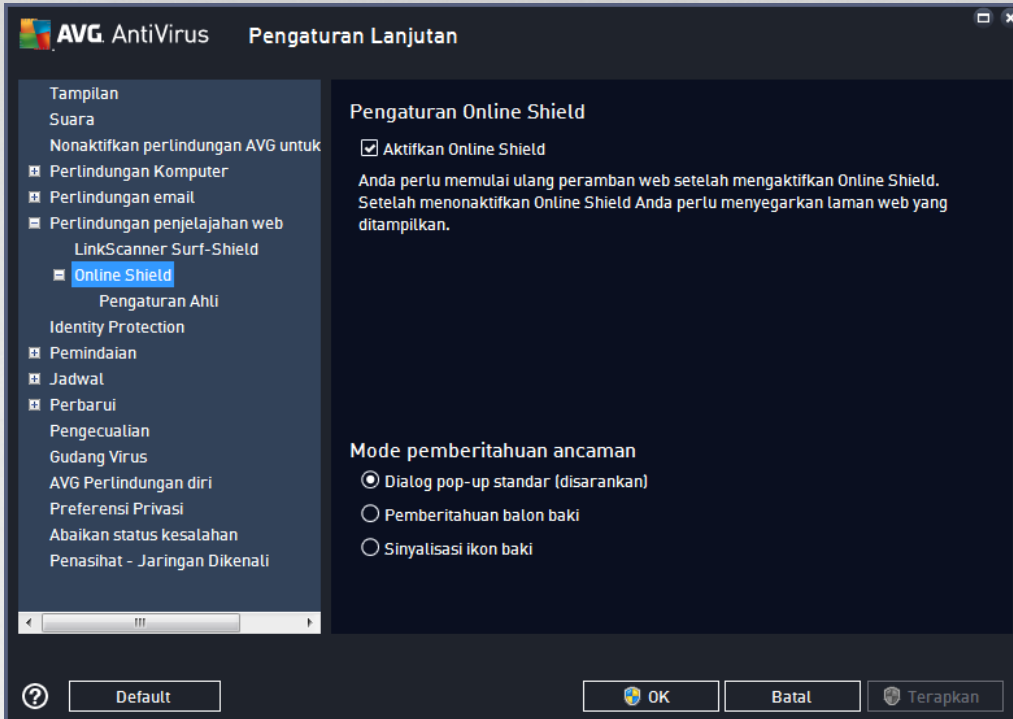 AVG. AntiVirus Pengaturan Lanjutan
Tampilan
Suara
Nonaktifkan perlindungan AVG untuk
Perlindungan Komputer
Perlindungan email
Perlindungan penjelajahan web
LinkScanner Surf-Shield
Online Shield
Pengaturan Ahli
Identity Protection
Pemindaian
Jadwal
Perbarui
Pengecualian
Gudang Virus
AVG Perlindungan diri
Preferensi Privasi
Abaikan status kesalahan
Penasihat - Jaringan Dikenali
Pengaturan Online Shield
Aktifkan Online Shield
Anda perlu memulai ulang peramban web setelah mengaktifkan Online Shield.
Setelah menonaktifkan Online Shield Anda perlu menyegarkan laman web yang
ditampilkan.
Mode pemberitahuan ancaman
Dialog pop-up standar (disarankan)
Pemberitahuan balon baki
Sinyalisasi ikon baki
? Default OK Batal Terapkan